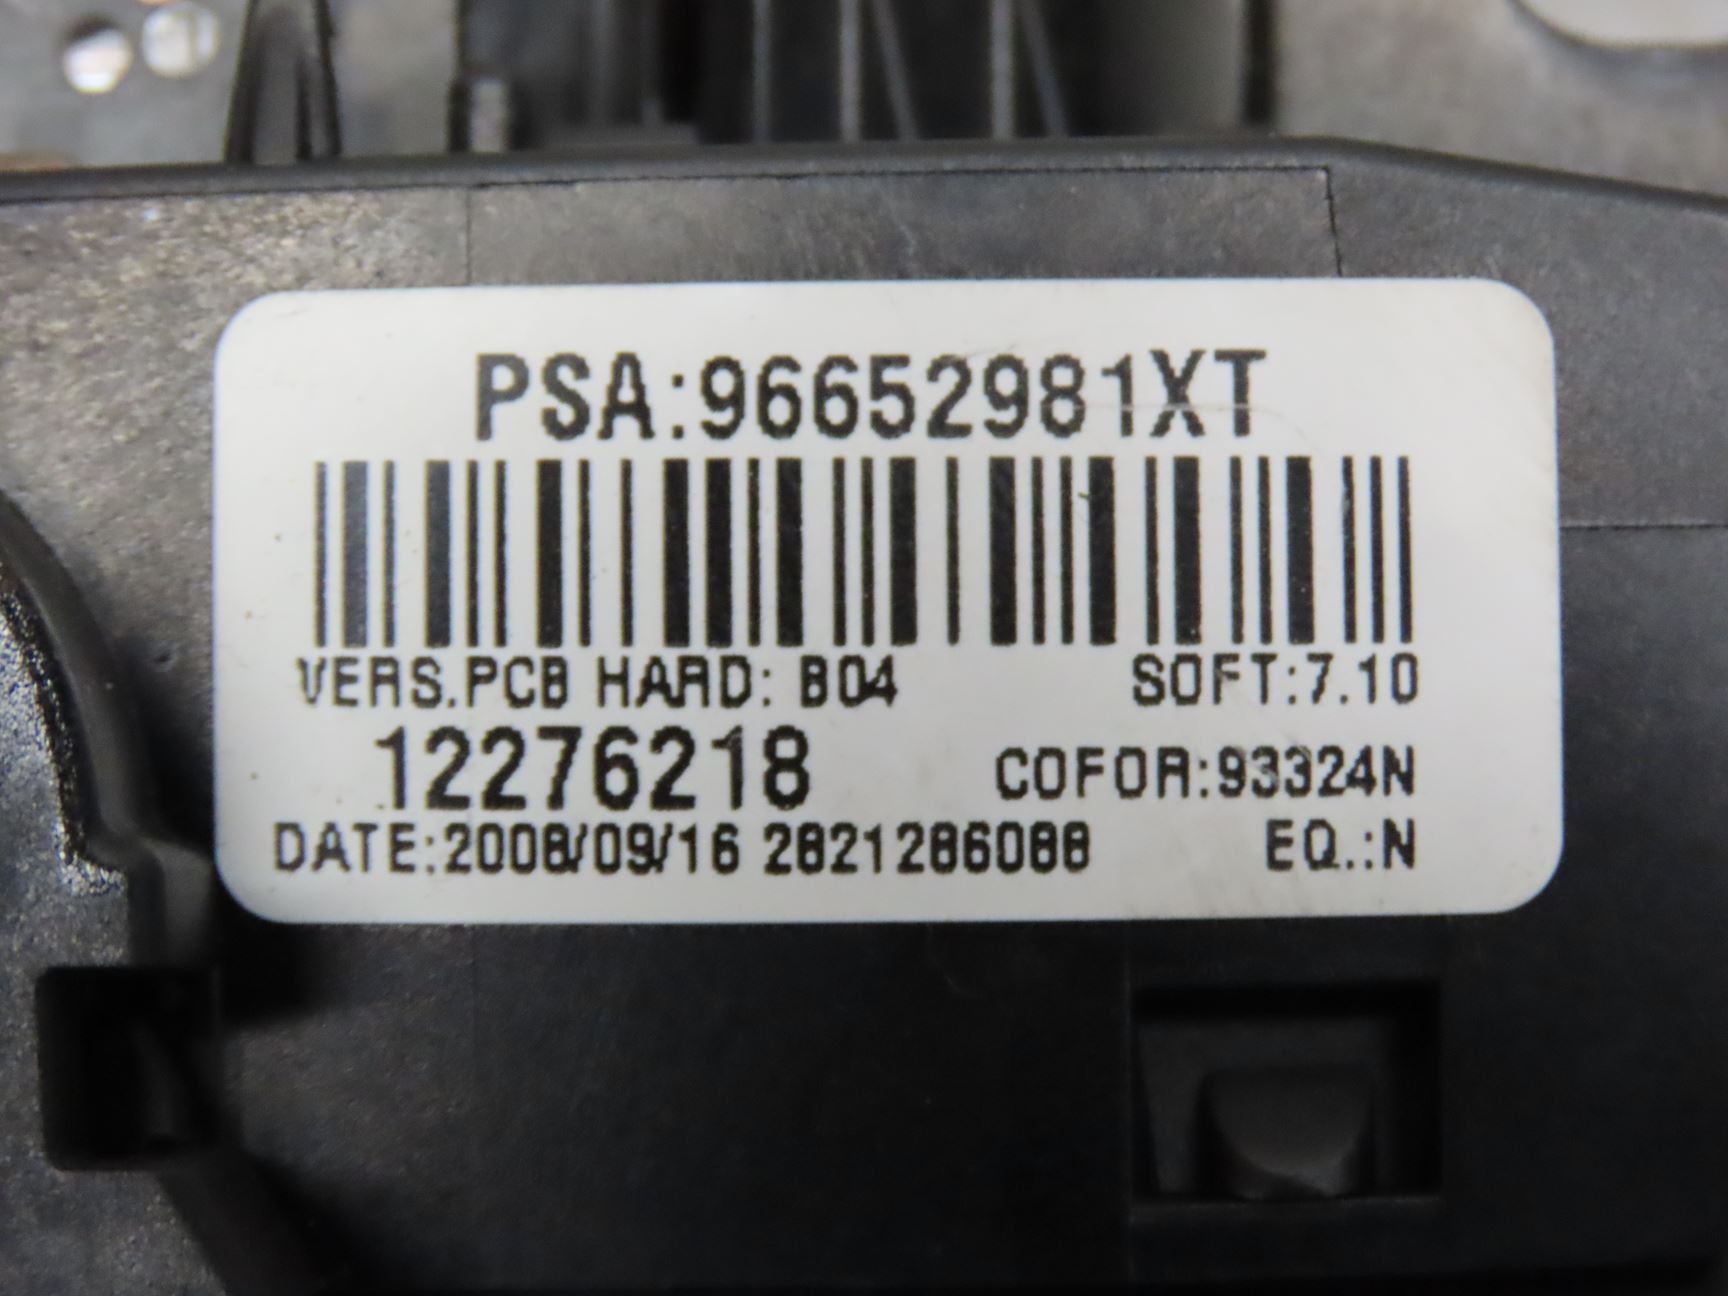 PSA:96652981XT
VERS.PCB HARD: B04 SOFT:7.10
12276218 COFOR:93324N
DATE:2008/09/16 2821286088 EQ.:N